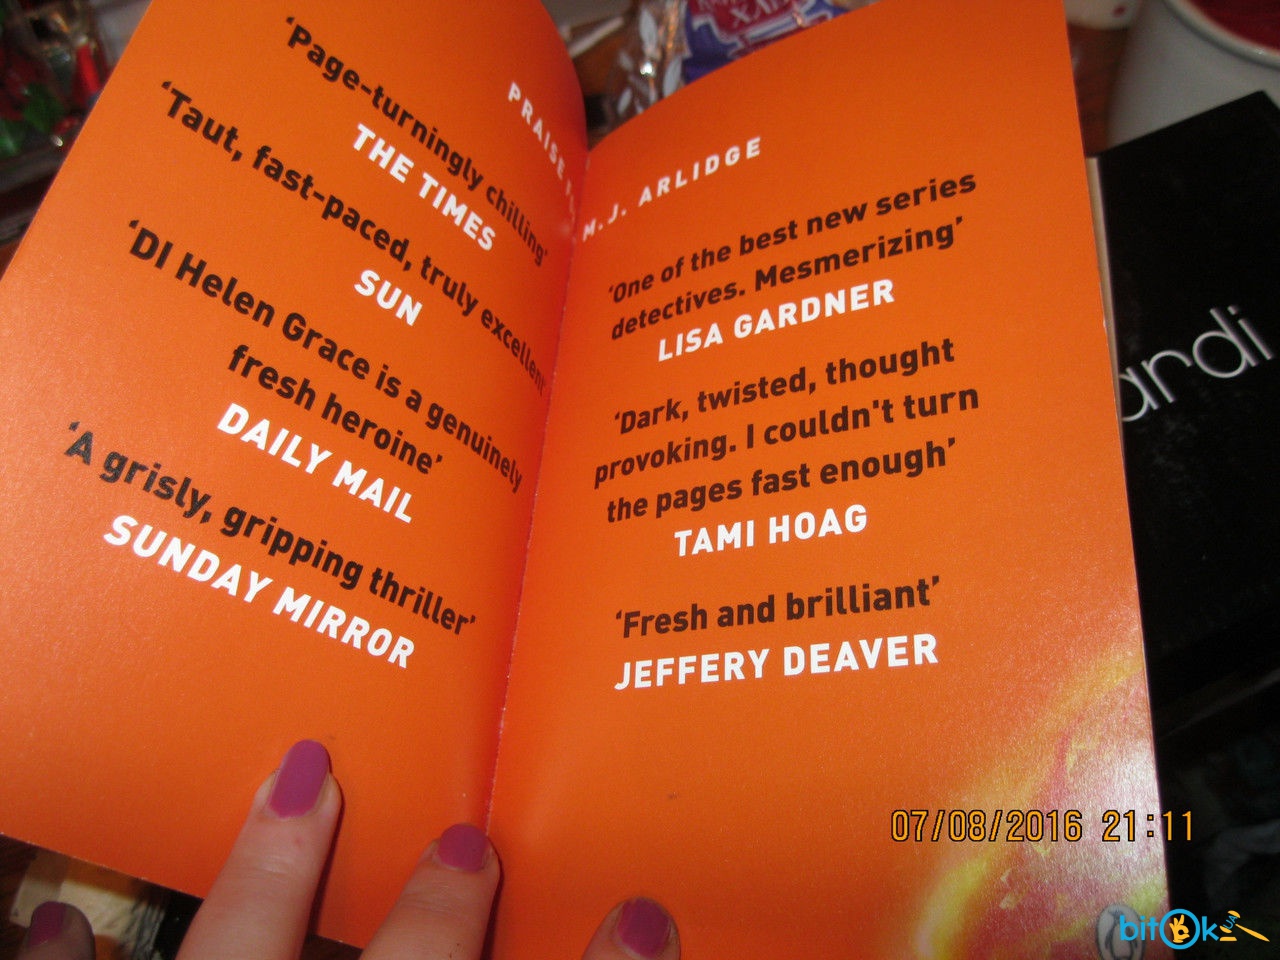 PRAISE
'Page-turningly chilling'
THE TIMES
'Taut, fast-paced, truly excellent'
SUN
'DI Helen Grace is a genuinely
fresh heroine'
DAILY MAIL
'A grisly, gripping thriller'
SUNDAY MIRROR
M.J. ARLIDGE
'One of the best new series
detectives. Mesmerizing'
LISA GARDNER
'Dark, twisted, thought
provoking. I couldn't turn
the pages fast enough'
TAMI HOAG
'Fresh and brilliant'
JEFFERY DEAVER
ardi
07/08/2016 21:11
bitOk UA